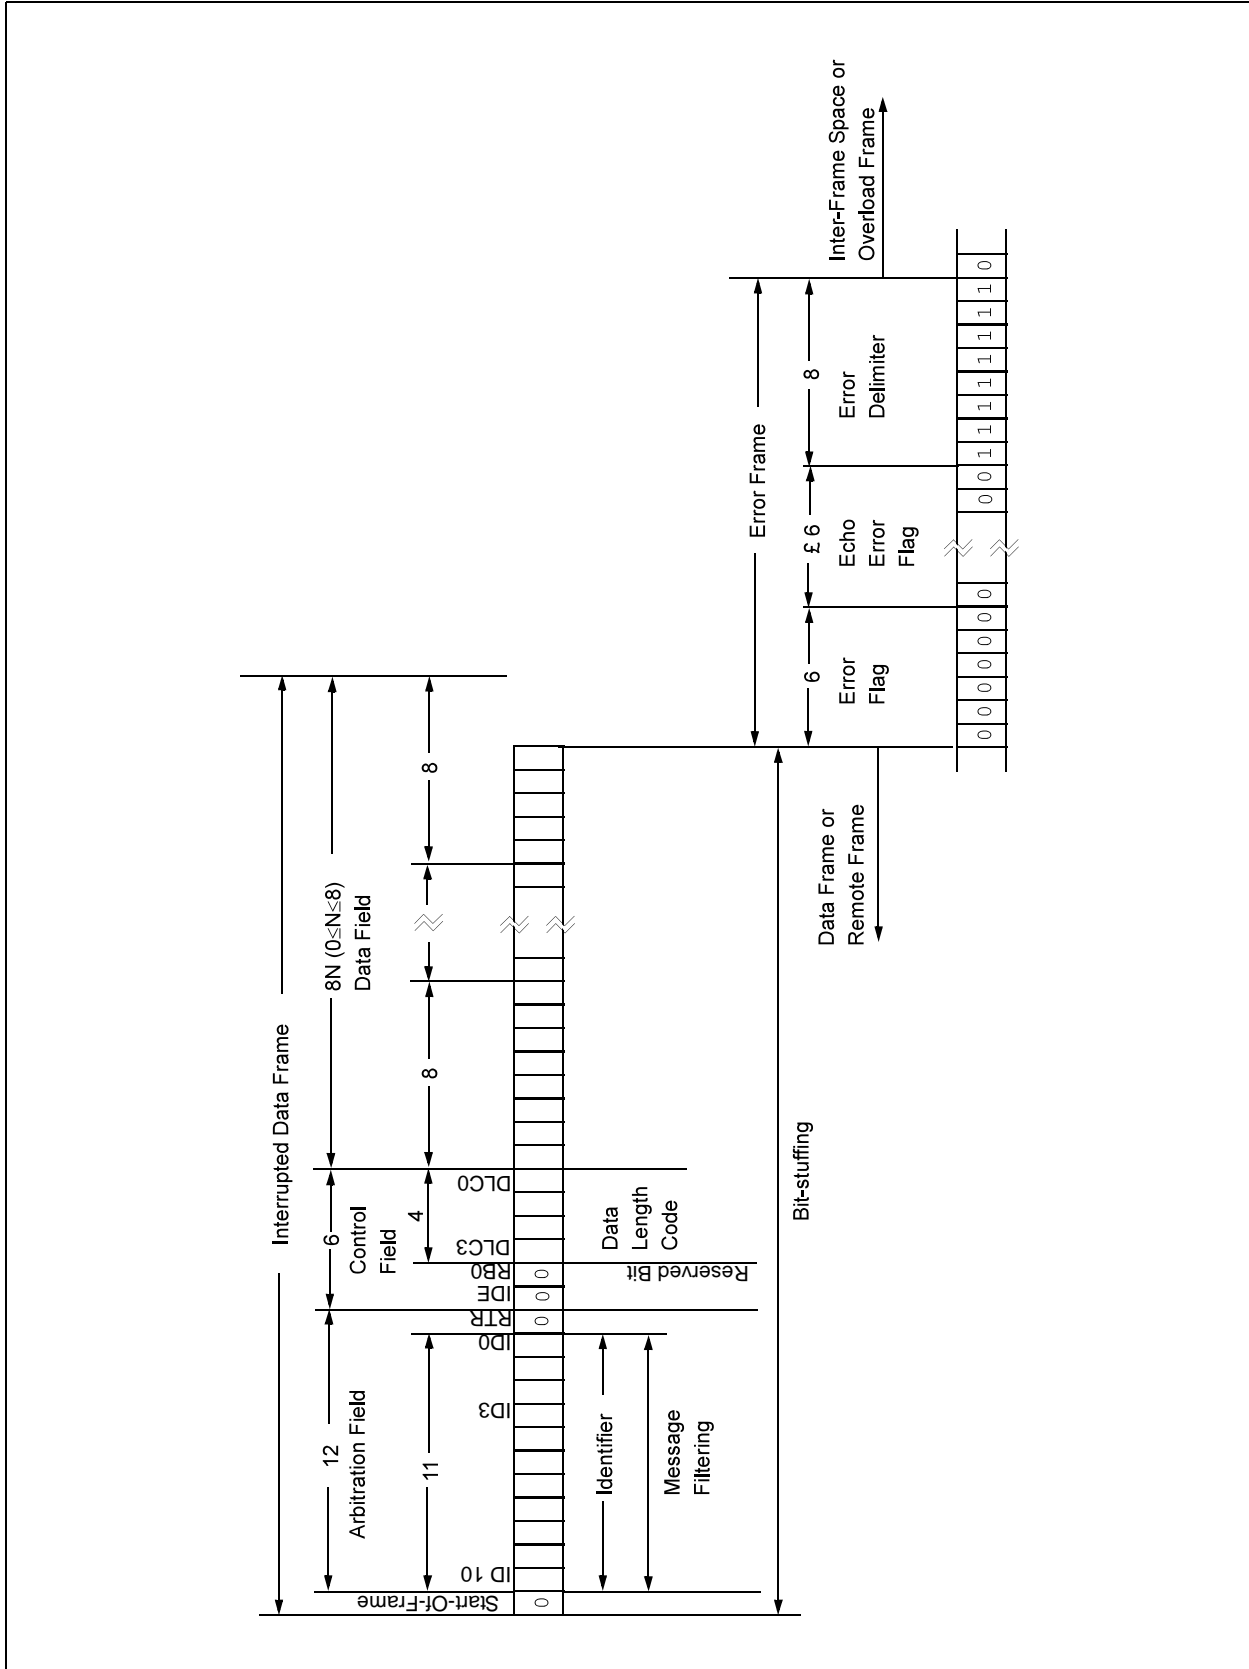 Interrupted Data Frame
12
Arbitration Field
6
Control
Field
8N (0≤N≤8)
Data Field
11
4
8
8
Start-Of-Frame
ID 10
ID3
ID0
RTR
IDE
RB0
DLC3
DLC0
0
0
0
0
Identifier
Message
Filtering
Reserved Bit
Data
Length
Code
Bit-stuffing
Data Frame or
Remote Frame
Error Frame
6
Error
Flag
£ 6
Echo
Error
Flag
8
Error
Delimiter
Inter-Frame Space or
Overload Frame
0 0 0 0 0 0 0 0 0 1 1 1 1 1 1 1 1 0